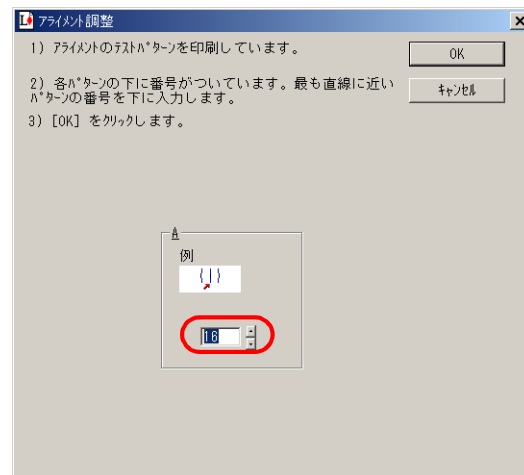 アライメント調整
1) アライメントのテストパターンを印刷しています。
2) 各パターンの下に番号がついています。最も直線に近い
パターンの番号を下に入力します。
3) [OK] をクリックします。
OK
キャンセル
A
例
16